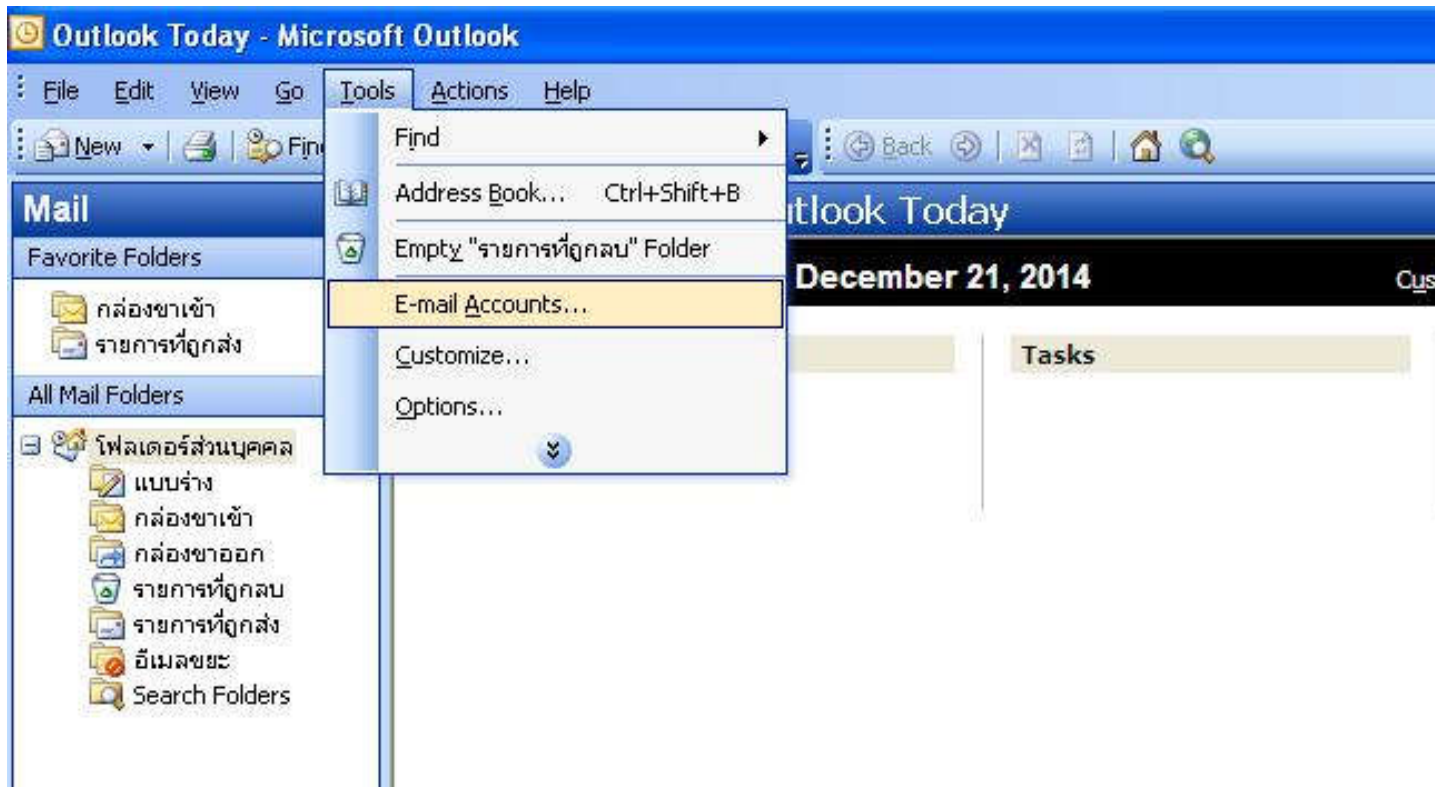 Outlook Today - Microsoft Outlook
File Edit View Go Tools Actions Help
New Back
Find
Address Book... Ctrl+Shift+B
Empty "รายการที่ถูกลบ" Folder
E-mail Accounts...
Customize...
Options...
Mail
Favorite Folders
กล่องขาเข้า
รายการที่ถูกส่ง
All Mail Folders
โฟลเดอร์ส่วนบุคคล
แบบร่าง
กล่องขาเข้า
กล่องขาออก
รายการที่ถูกลบ
รายการที่ถูกส่ง
อีเมลขยะ
Search Folders
Today
December 21, 2014
Tasks